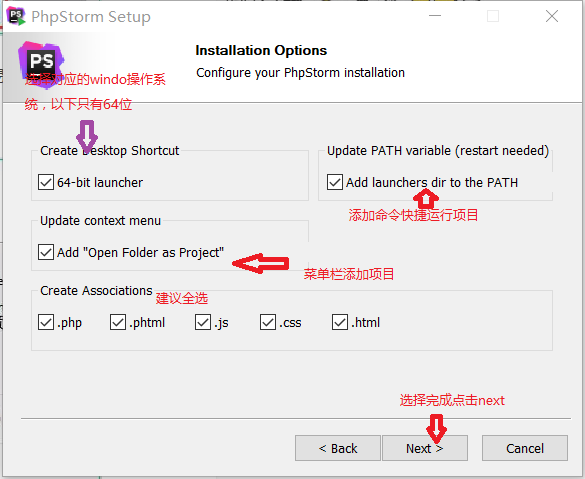 PhpStorm Setup
PS
PS
Installation Options
Configure your PhpStorm installation
选择对应的windo操作系
统，以下只有64位
Create Desktop Shortcut
64-bit launcher
Update PATH variable (restart needed)
Add launchers dir to the PATH
添加命令快捷运行项目
Update context menu
Add "Open Folder as Project"
菜单栏添加项目
Create Associations
建议全选
.php
.phtml
.js
.css
.html
选择完成点击next
< Back
Next >
Cancel